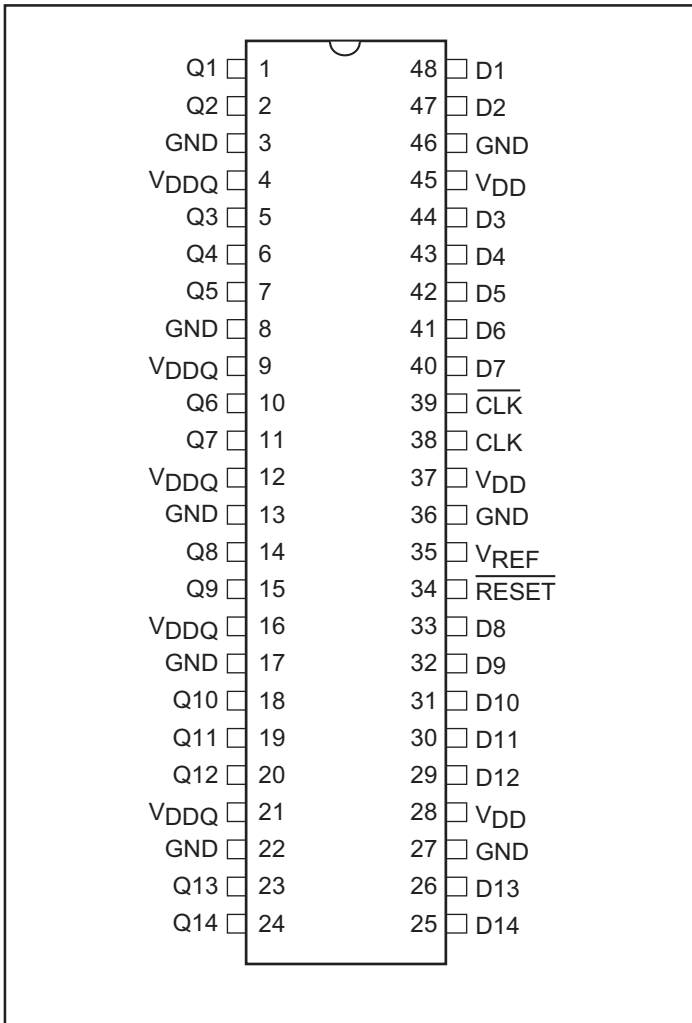 Q1 1 48 D1
Q2 2 47 D2
GND 3 46 GND
VDDQ 4 45 VDD
Q3 5 44 D3
Q4 6 43 D4
Q5 7 42 D5
GND 8 41 D6
VDDQ 9 40 D7
Q6 10 39 C̅L̅K̅
Q7 11 38 CLK
VDDQ 12 37 VDD
GND 13 36 GND
Q8 14 35 VREF
Q9 15 34 R̅E̅S̅E̅T̅
VDDQ 16 33 D8
GND 17 32 D9
Q10 18 31 D10
Q11 19 30 D11
Q12 20 29 D12
VDDQ 21 28 VDD
GND 22 27 GND
Q13 23 26 D13
Q14 24 25 D14